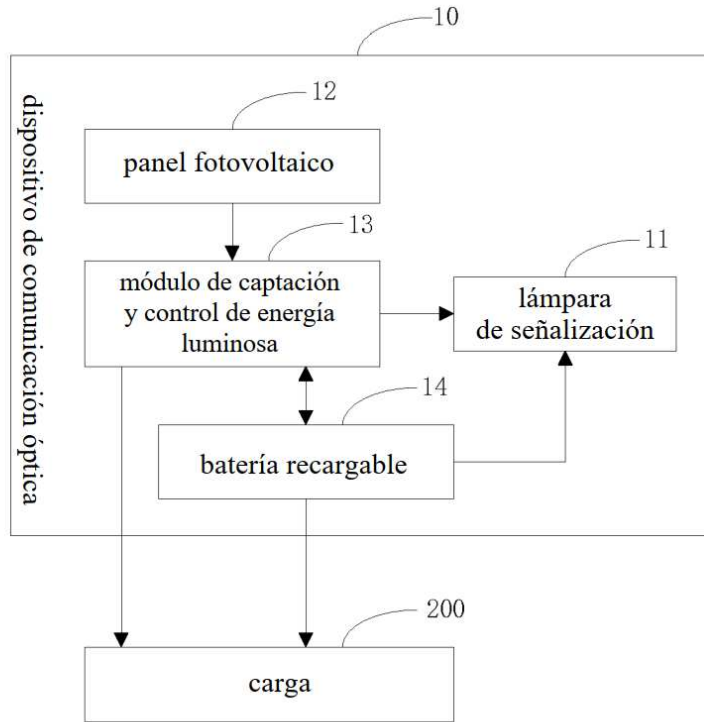 10
dispositivo de comunicación óptica
12
panel fotovoltaico
13
módulo de captación
y control de energía
luminosa
11
lámpara
de señalización
14
batería recargable
200
carga